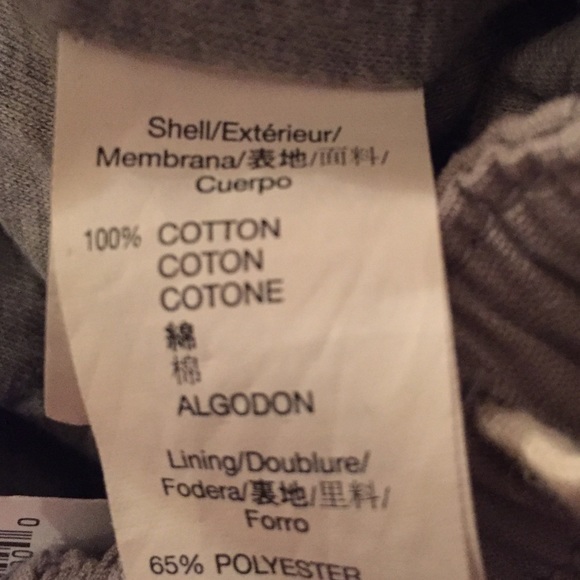 Shell/Extérieur/
Membrana/表地/面料/
Cuerpo
100% COTTON
COTON
COTONE
綿
棉
ALGODON
Lining/Doublure/
Fodera/裏地/里料/
Forro
65% POLYESTER